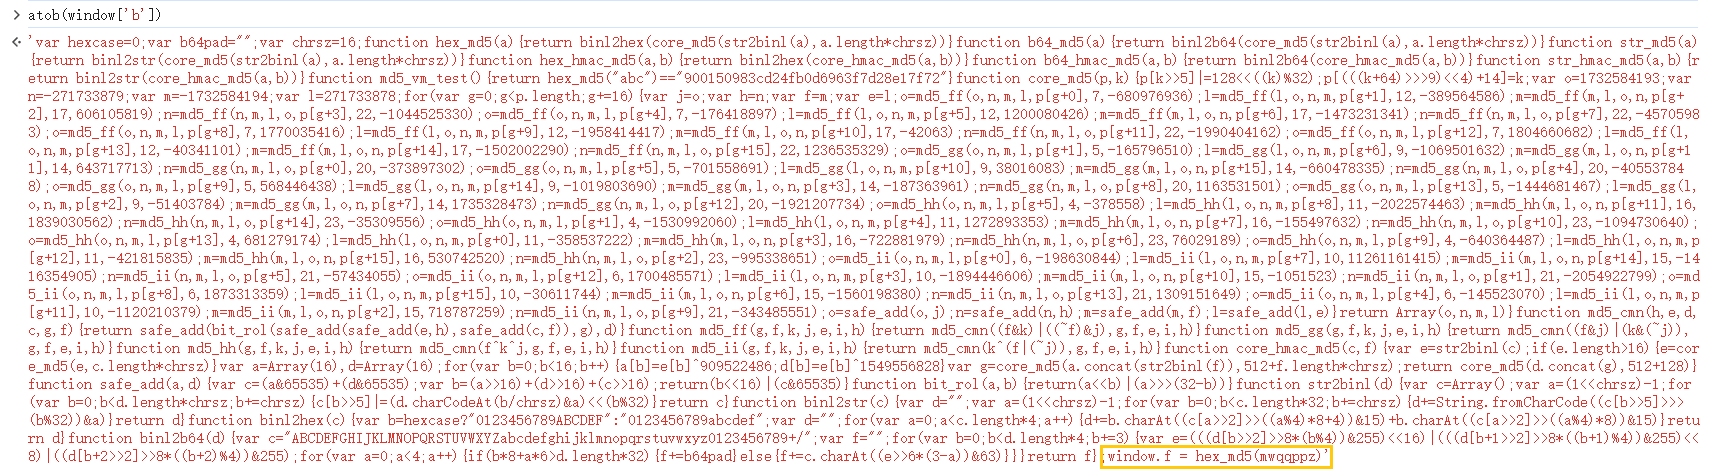 > atob(window['b'])
'var hexcase=0;var b64pad="";var chrsz=16;function hex_md5(a){return binl2hex(core_md5(str2binl(a),a.length*chrsz))}function b64_md5(a){return binl2b64(core_md5(str2binl(a),a.length*chrsz))}function str_md5(a)
{return binl2str(core_md5(str2binl(a),a.length*chrsz))}function hex_hmac_md5(a,b){return binl2hex(core_hmac_md5(a,b))}function b64_hmac_md5(a,b){return binl2b64(core_hmac_md5(a,b))}function str_hmac_md5(a,b){r
eturn binl2str(core_hmac_md5(a,b))}function md5_vm_test(){return hex_md5("abc")=="900150983cd24fb0d6963f7d28e17f72"}function core_md5(p,k){p[k>>5]|=128<<((k)%32);p[(((k+64)>>>9)<<4)+14]=k;var o=1732584193;var
n=-271733879;var m=-1732584194;var l=271733878;for(var g=0;g<p.length;g+=16){var j=o;var h=n;var f=m;var e=l;o=md5_ff(o,n,m,l,p[g+0],7,-680976936);l=md5_ff(l,o,n,m,p[g+1],12,-389564586);m=md5_ff(m,l,o,n,p[g+
2],17,606105819);n=md5_ff(n,m,l,o,p[g+3],22,-1044525330);o=md5_ff(o,n,m,l,p[g+4],7,-176418897);l=md5_ff(l,o,n,m,p[g+5],12,1200080426);m=md5_ff(m,l,o,n,p[g+6],17,-1473231341);n=md5_ff(n,m,l,o,p[g+7],22,-4570598
3);o=md5_ff(o,n,m,l,p[g+8],7,1770035416);l=md5_ff(l,o,n,m,p[g+9],12,-1958414417);m=md5_ff(m,l,o,n,p[g+10],17,-42063);n=md5_ff(n,m,l,o,p[g+11],22,-1990404162);o=md5_ff(o,n,m,l,p[g+12],7,1804660682);l=md5_ff(l,
o,n,m,p[g+13],12,-40341101);m=md5_ff(m,l,o,n,p[g+14],17,-1502002290);n=md5_ff(n,m,l,o,p[g+15],22,1236535329);o=md5_gg(o,n,m,l,p[g+1],5,-165796510);l=md5_gg(l,o,n,m,p[g+6],9,-1069501632);m=md5_gg(m,l,o,n,p[g+1
1],14,643717713);n=md5_gg(n,m,l,o,p[g+0],20,-373897302);o=md5_gg(o,n,m,l,p[g+5],5,-701558691);l=md5_gg(l,o,n,m,p[g+10],9,38016083);m=md5_gg(m,l,o,n,p[g+15],14,-660478335);n=md5_gg(n,m,l,o,p[g+4],20,-40553784
8);o=md5_gg(o,n,m,l,p[g+9],5,568446438);l=md5_gg(l,o,n,m,p[g+14],9,-1019803690);m=md5_gg(m,l,o,n,p[g+3],14,-187363961);n=md5_gg(n,m,l,o,p[g+8],20,1163531501);o=md5_gg(o,n,m,l,p[g+13],5,-1444681467);l=md5_gg(l,
o,n,m,p[g+2],9,-51403784);m=md5_gg(m,l,o,n,p[g+7],14,1735328473);n=md5_gg(n,m,l,o,p[g+12],20,-1921207734);o=md5_hh(o,n,m,l,p[g+5],4,-378558);l=md5_hh(l,o,n,m,p[g+8],11,-2022574463);m=md5_hh(m,l,o,n,p[g+11],16,
1839030562);n=md5_hh(n,m,l,o,p[g+14],23,-35309556);o=md5_hh(o,n,m,l,p[g+1],4,-1530992060);l=md5_hh(l,o,n,m,p[g+4],11,1272893353);m=md5_hh(m,l,o,n,p[g+7],16,-155497632);n=md5_hh(n,m,l,o,p[g+10],23,-1094730640);
o=md5_hh(o,n,m,l,p[g+13],4,681279174);l=md5_hh(l,o,n,m,p[g+0],11,-358537222);m=md5_hh(m,l,o,n,p[g+3],16,-722881979);n=md5_hh(n,m,l,o,p[g+6],23,76029189);o=md5_hh(o,n,m,l,p[g+9],4,-640364487);l=md5_hh(l,o,n,m,p
[g+12],11,-421815835);m=md5_hh(m,l,o,n,p[g+15],16,530742520);n=md5_hh(n,m,l,o,p[g+2],23,-995338651);o=md5_ii(o,n,m,l,p[g+0],6,-198630844);l=md5_ii(l,o,n,m,p[g+7],10,11261161415);m=md5_ii(m,l,o,n,p[g+14],15,-14
16354905);n=md5_ii(n,m,l,o,p[g+5],21,-57434055);o=md5_ii(o,n,m,l,p[g+12],6,1700485571);l=md5_ii(l,o,n,m,p[g+3],10,-1894446606);m=md5_ii(m,l,o,n,p[g+10],15,-1051523);n=md5_ii(n,m,l,o,p[g+1],21,-2054922799);o=md
5_ii(o,n,m,l,p[g+8],6,1873313359);l=md5_ii(l,o,n,m,p[g+15],10,-30611744);m=md5_ii(m,l,o,n,p[g+6],15,-1560198380);n=md5_ii(n,m,l,o,p[g+13],21,1309151649);o=md5_ii(o,n,m,l,p[g+4],6,-145523070);l=md5_ii(l,o,n,m,p
[g+11],10,-1120210379);m=md5_ii(m,l,o,n,p[g+2],15,718787259);n=md5_ii(n,m,l,o,p[g+9],21,-343485551);o=safe_add(o,j);n=safe_add(n,h);m=safe_add(m,f);l=safe_add(l,e)}return Array(o,n,m,l)}function md5_cmn(h,e,d,
c,g,f){return safe_add(bit_rol(safe_add(safe_add(e,h),safe_add(c,f)),g),d)}function md5_ff(g,f,k,j,e,i,h){return md5_cmn((f&k)|((~f)&j),g,f,e,i,h)}function md5_gg(g,f,k,j,e,i,h){return md5_cmn((f&j)|(k&(~j)),
g,f,e,i,h)}function md5_hh(g,f,k,j,e,i,h){return md5_cmn(f^k^j,g,f,e,i,h)}function md5_ii(g,f,k,j,e,i,h){return md5_cmn(k^(f|(~j)),g,f,e,i,h)}function core_hmac_md5(c,f){var e=str2binl(c);if(e.length>16){e=cor
e_md5(e,c.length*chrsz)}var a=Array(16),d=Array(16);for(var b=0;b<16;b++){a[b]=e[b]^909522486;d[b]=e[b]^1549556828}var g=core_md5(a.concat(str2binl(f)),512+f.length*chrsz);return core_md5(d.concat(g),512+128)}
function safe_add(a,d){var c=(a&65535)+(d&65535);var b=(a>>16)+(d>>16)+(c>>16);return(b<<16)|(c&65535)}function bit_rol(a,b){return(a<<b)|(a>>>(32-b))}function str2binl(d){var c=Array();var a=(1<<chrsz)-1;for
(var b=0;b<d.length*chrsz;b+=chrsz){c[b>>5]|=(d.charCodeAt(b/chrsz)&a)<<(b%32)}return c}function binl2str(c){var d="";var a=(1<<chrsz)-1;for(var b=0;b<c.length*32;b+=chrsz){d+=String.fromCharCode((c[b>>5]>>>
(b%32))&a)}return d}function binl2hex(c){var b=hexcase?"0123456789ABCDEF":"0123456789abcdef";var d="";for(var a=0;a<c.length*4;a++){d+=b.charAt((c[a>>2]>>((a%4)*8+4))&15)+b.charAt((c[a>>2]>>((a%4)*8))&15)}retu
rn d}function binl2b64(d){var c="ABCDEFGHIJKLMNOPQRSTUVWXYZabcdefghijklmnopqrstuvwxyz0123456789+/";var f="";for(var b=0;b<d.length*4;b+=3){var e=(((d[b>>2]>>8*(b%4))&255)<<16)|(((d[b+1>>2]>>8*((b+1)%4))&255)<<
8)|((d[b+2>>2]>>8*((b+2)%4))&255);for(var a=0;a<4;a++){if(b*8+a*6>d.length*32){f+=b64pad}else{f+=c.charAt((e>>6*(3-a))&63)}}}return f};window.f = hex_md5(mwqqppz)'